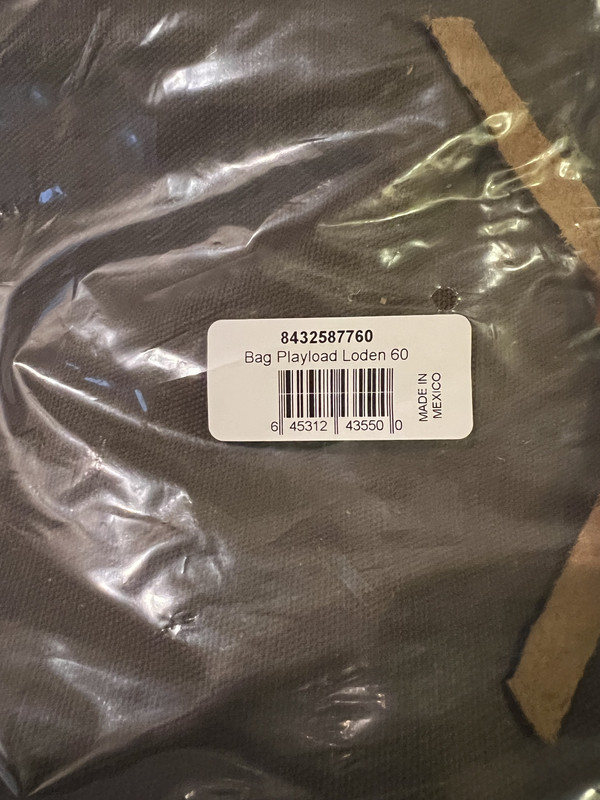 8432587760
Bag Playload Loden 60
6 45312 43550 0
MADE IN
MEXICO